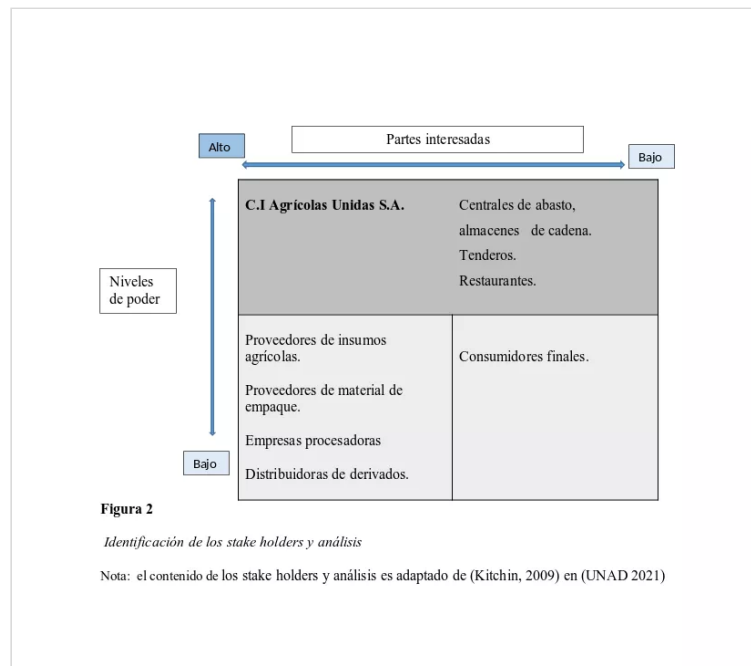 Partes interesadas
Alto
Bajo
C.I Agrícolas Unidas S.A.
Centrales de abasto,
almacenes de cadena.
Tenderos.
Restaurantes.
Niveles
de poder
Proveedores de insumos
agrícolas.
Proveedores de material de
empaque.
Empresas procesadoras
Distribuidoras de derivados.
Consumidores finales.
Bajo
Figura 2
Identificación de los stake holders y análisis
Nota: el contenido de los stake holders y análisis es adaptado de (Kitchin, 2009) en (UNAD 2021)